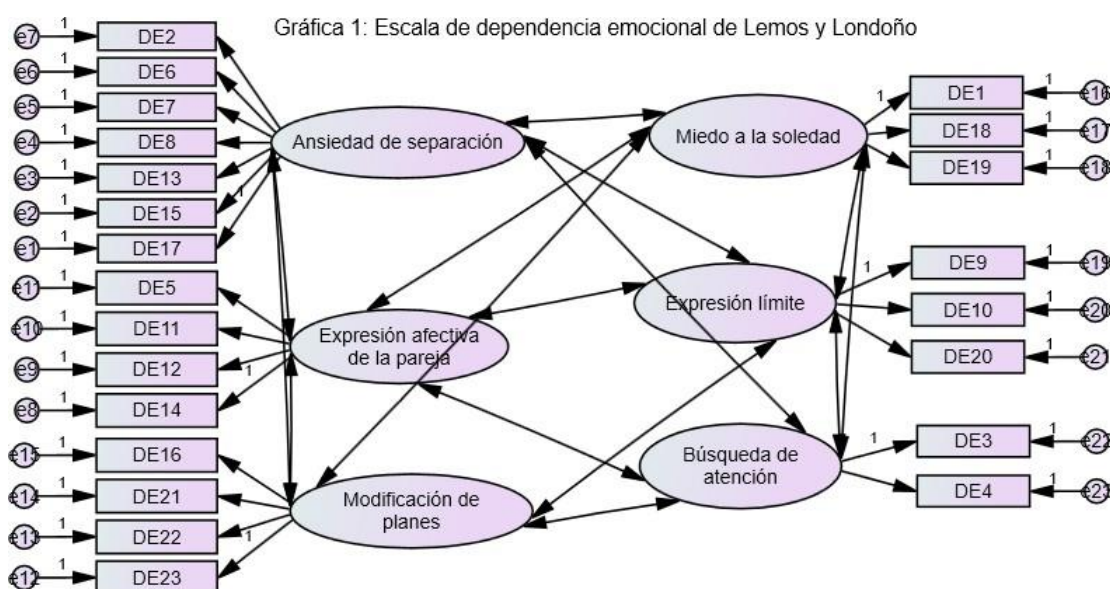 Gráfica 1: Escala de dependencia emocional de Lemos y Londoño
e7 1 DE2
e6 1 DE6
e5 1 DE7
e4 1 DE8
e3 1 DE13
e2 1 DE15
1
e1 1 DE17
e11 1 DE5
e10 1 DE11
e9 1 DE12
1
e8 1 DE14
e15 1 DE16
e14 1 DE21
e13 1 DE22
1
e12 1 DE23
Ansiedad de separación
Expresión afectiva
de la pareja
Modificación de
planes
Miedo a la soledad
Expresión límite
Búsqueda de
atención
1 DE1 1 e16
DE18 1 e17
DE19 1 e18
1 DE9 1 e19
DE10 1 e20
DE20 1 e21
1 DE3 1 e22
DE4 1 e23